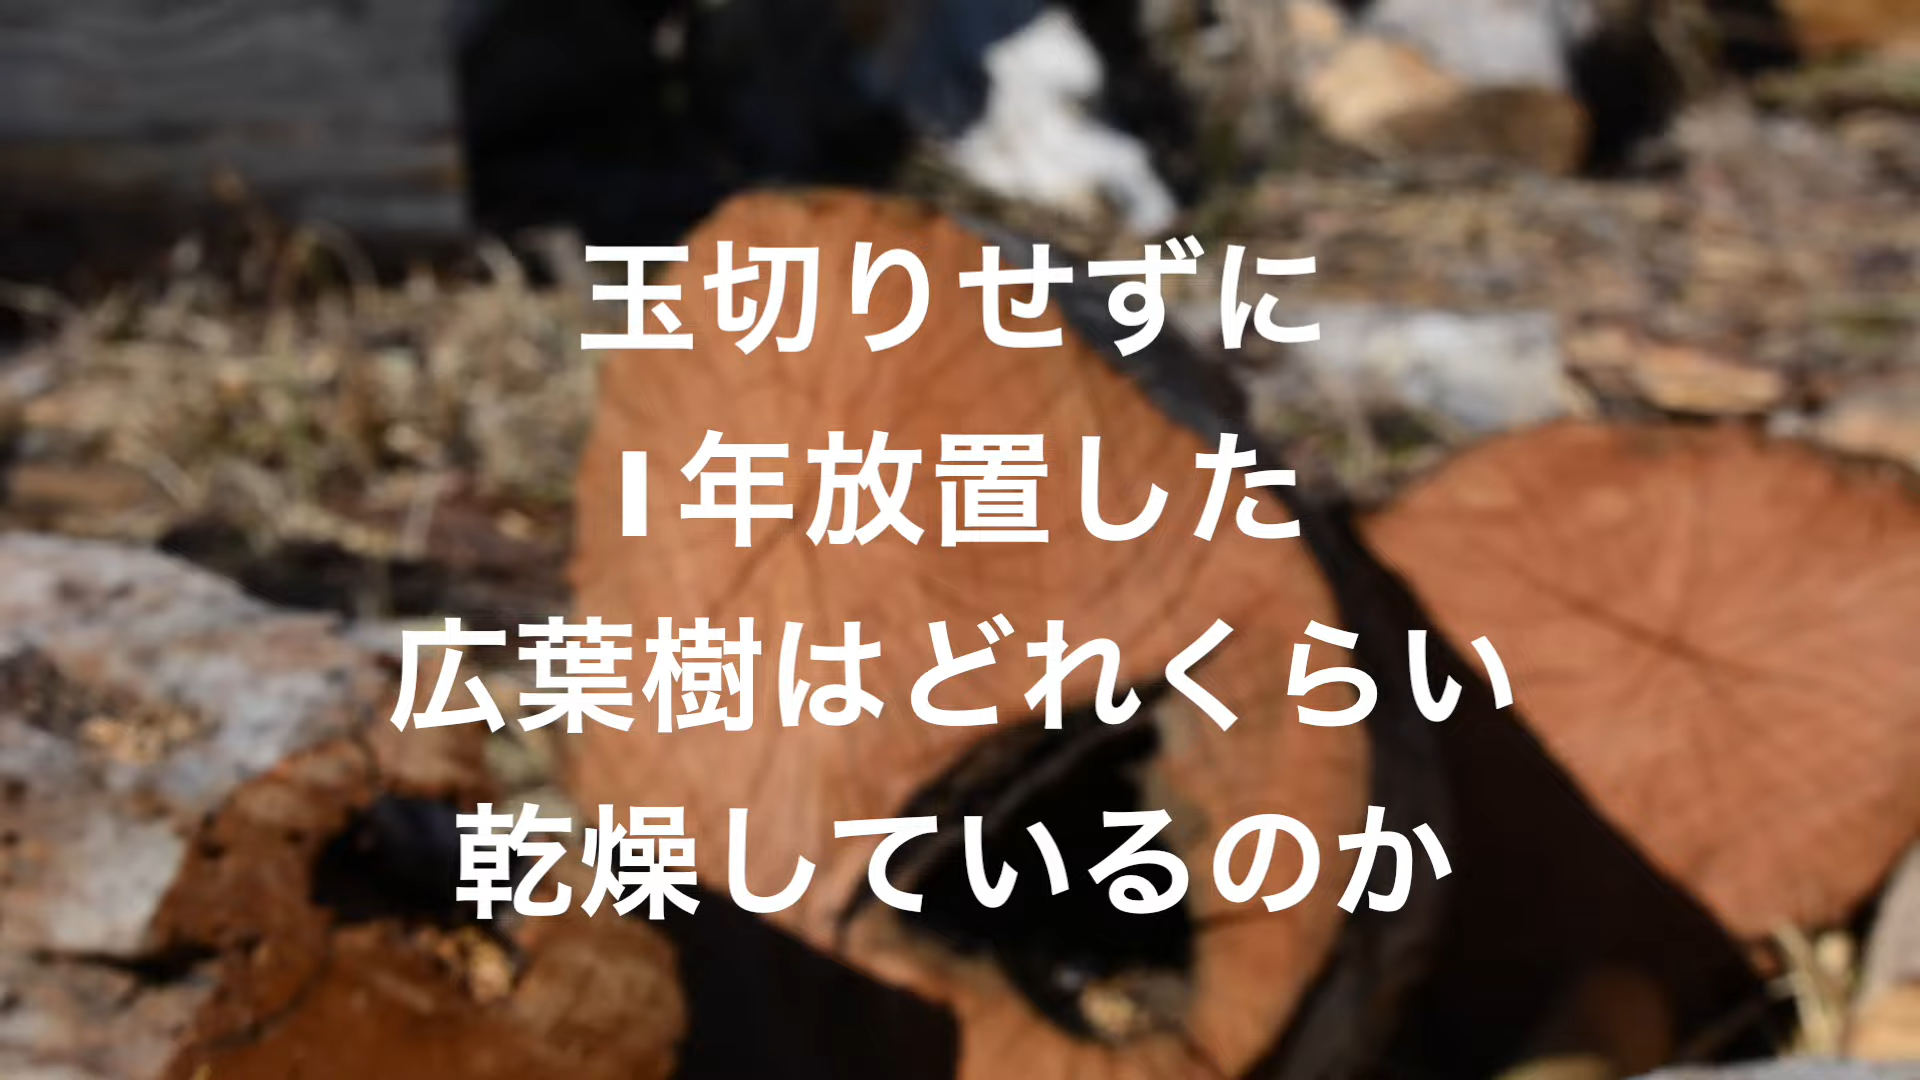 玉切りせずに
1年放置した
広葉樹はどれくらい
乾燥しているのか